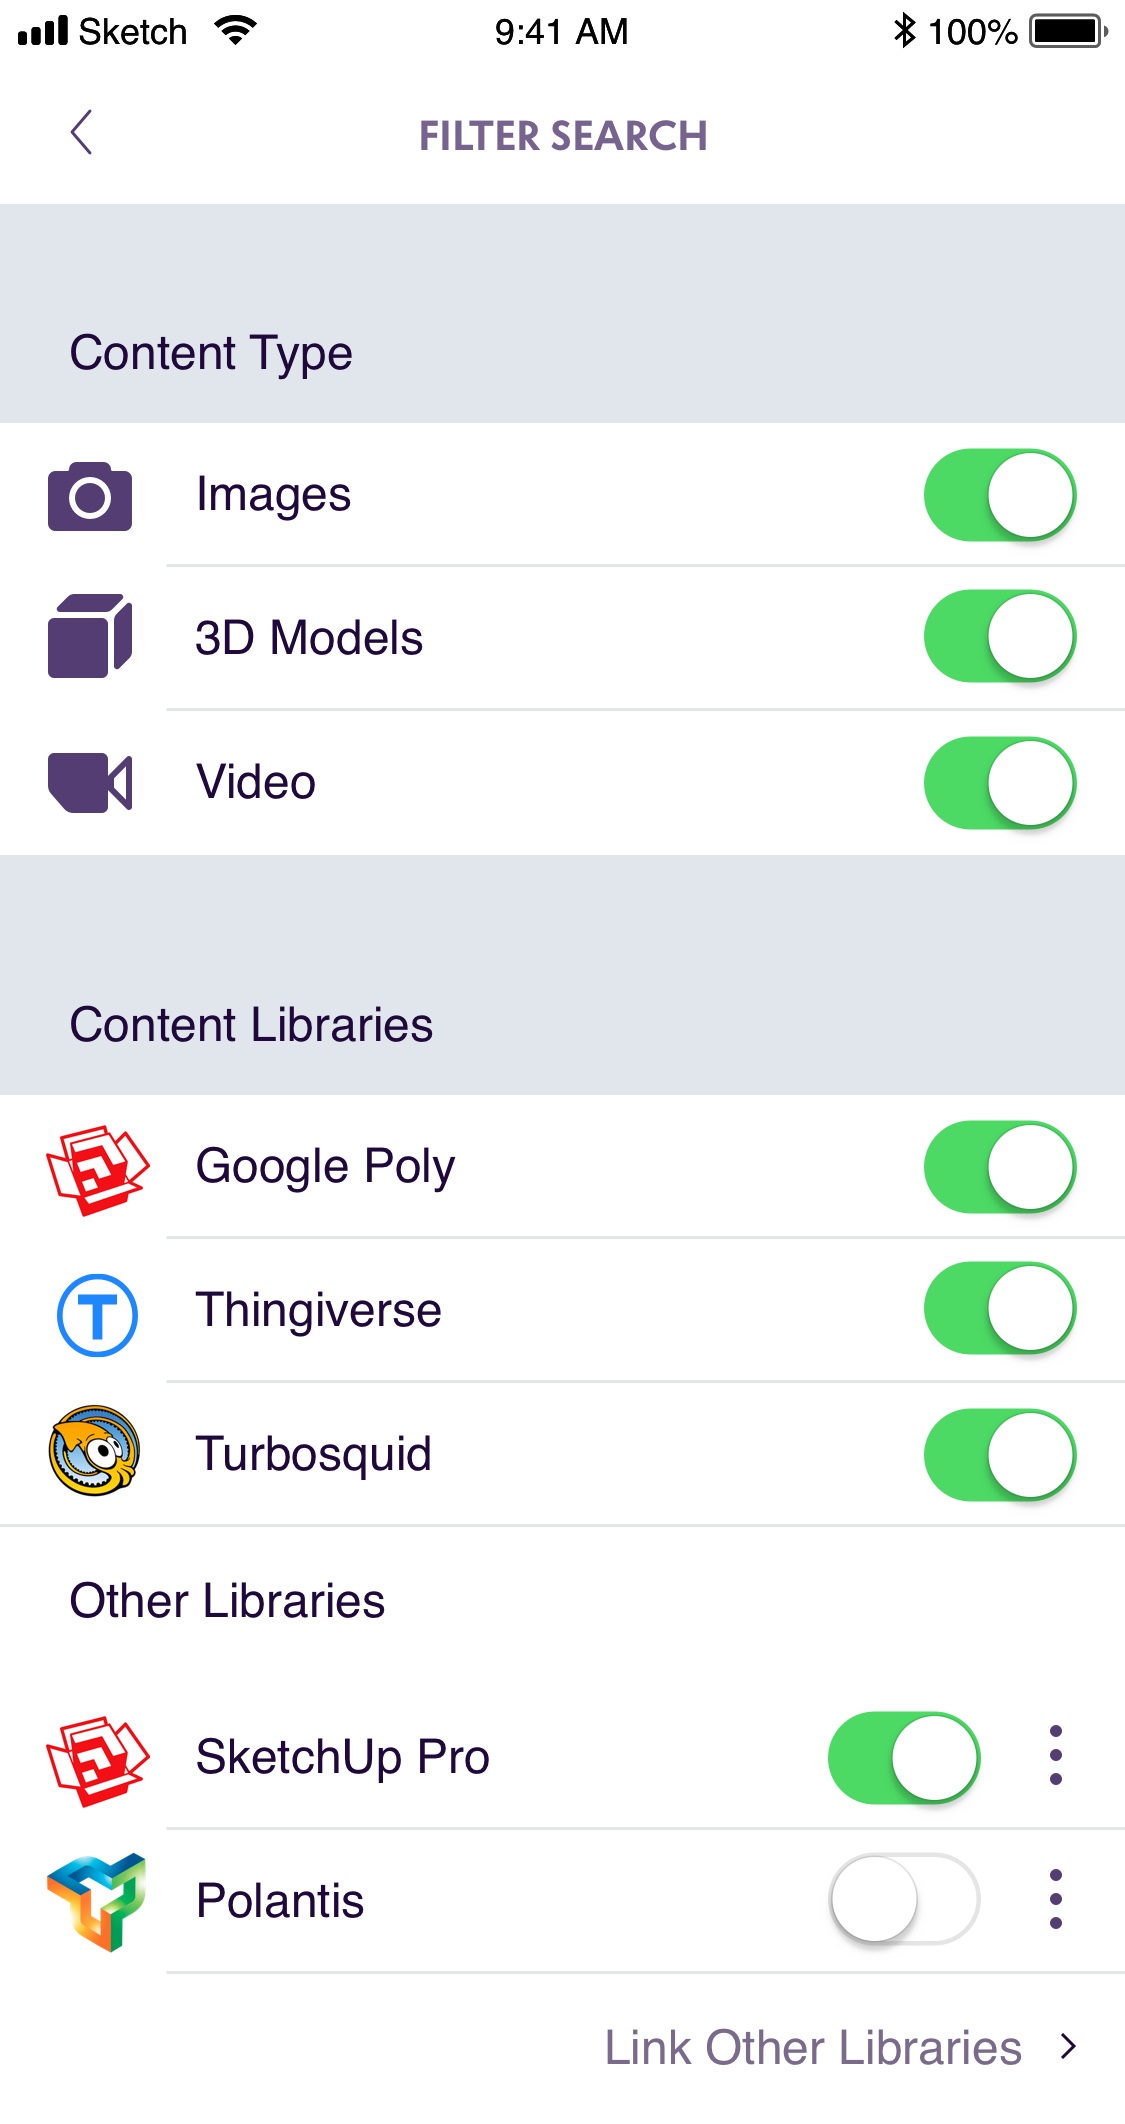 Sketch 9:41 AM 100%
FILTER SEARCH
Content Type
Images
3D Models
Video
Content Libraries
Google Poly
T Thingiverse
Turbosquid
Other Libraries
SketchUp Pro
Polantis
Link Other Libraries